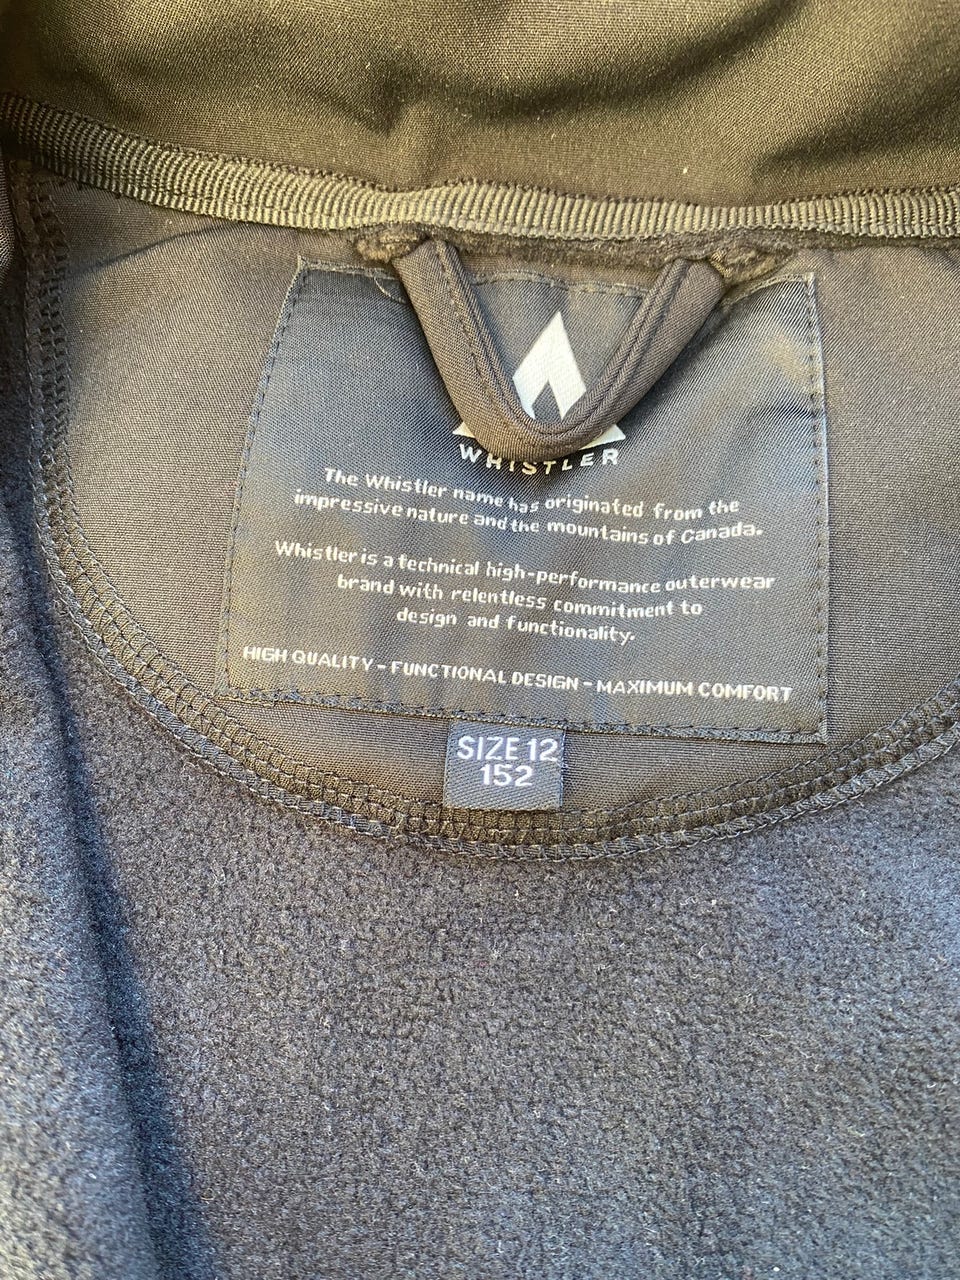 WHISTLER
The Whistler name has originated from the
impressive nature and the mountains of Canada.
Whistler is a technical high-performance outerwear
brand with relentless commitment to
design and functionality.
HIGH QUALITY - FUNCTIONAL DESIGN - MAXIMUM COMFORT
SIZE 12
152